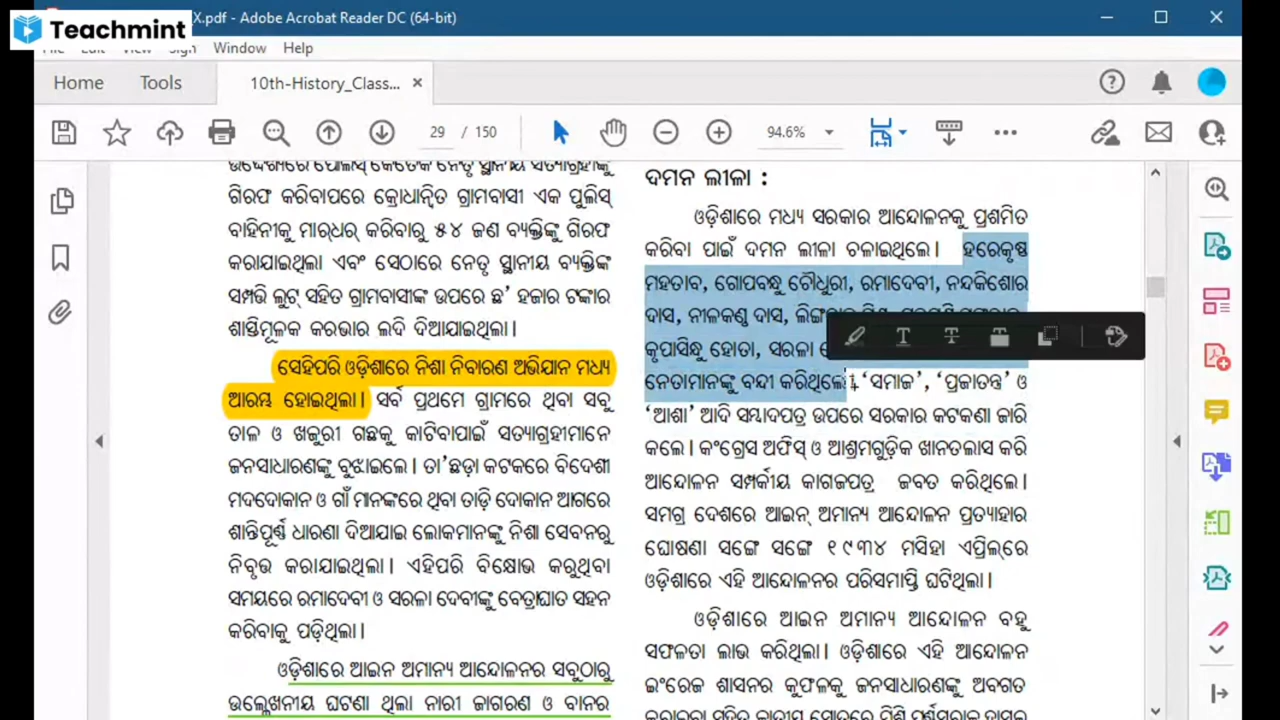 Teachmint
X.pdf - Adobe Acrobat Reader DC (64-bit)
File Edit View Sign Window Help
Home Tools 10th-History_Class... ×
29 / 150 94.6%
ଉଦ୍ଦେଶ୍ୟରେ ପୋଲିସ୍ କେତେକ ନେତୃ ସ୍ଥାନୀୟ ସତ୍ୟାଗ୍ରହୀଙ୍କୁ
ଗିରଫ କରିବାପରେ କ୍ରୋଧାନ୍ୱିତ ଗ୍ରାମବାସୀ ଏକ ପୁଲିସ୍
ବାହିନୀକୁ ମାର୍‌ଧର୍ କରିବାରୁ ୫୪ ଜଣ ବ୍ୟକ୍ତିଙ୍କୁ ଗିରଫ
କରାଯାଇଥିଲା ଏବଂ ସେଠାରେ ନେତୃ ସ୍ଥାନୀୟ ବ୍ୟକ୍ତିଙ୍କ
ସମ୍ପତ୍ତି ଲୁଟ୍ ସହିତ ଗ୍ରାମବାସୀଙ୍କ ଉପରେ ଛ’ ହଜାର ଟଙ୍କାର
ଶାସ୍ତିମୂଳକ କରଭାର ଲଦି ଦିଆଯାଇଥିଲା।
ସେହିପରି ଓଡ଼ିଶାରେ ନିଶା ନିବାରଣ ଅଭିଯାନ ମଧ୍ୟ
ଆରମ୍ଭ ହୋଇଥିଲା। ସର୍ବ ପ୍ରଥମେ ଗ୍ରାମରେ ଥିବା ସବୁ
ତାଳ ଓ ଖଜୁରୀ ଗଛକୁ କାଟିବାପାଇଁ ସତ୍ୟାଗ୍ରହୀମାନେ
ଜନସାଧାରଣଙ୍କୁ ବୁଝାଇଲେ। ତା’ଛଡ଼ା କଟକରେ ବିଦେଶୀ
ମଦଦୋକାନ ଓ ଗାଁ ମାନଙ୍କରେ ଥିବା ତାଡ଼ି ଦୋକାନ ଆଗରେ
ଶାନ୍ତିପୂର୍ଣ୍ଣ ଧାରଣା ଦିଆଯାଇ ଲୋକମାନଙ୍କୁ ନିଶା ସେବନରୁ
ନିବୃତ୍ତ କରାଯାଇଥିଲା। ଏହିପରି ବିକ୍ଷୋଭ କରୁଥିବା
ସମୟରେ ରମାଦେବୀ ଓ ସରଳା ଦେବୀଙ୍କୁ ବେତ୍ରାଘାତ ସହନ
କରିବାକୁ ପଡ଼ିଥିଲା।
ଓଡ଼ିଶାରେ ଆଇନ ଅମାନ୍ୟ ଆନ୍ଦୋଳନର ସବୁଠାରୁ
ଉଲ୍ଲେଖନୀୟ ଘଟଣା ଥିଲା ନାରୀ ଜାଗରଣ ଓ ବାନର
ଦମନ ଲୀଳା :
ଓଡ଼ିଶାରେ ମଧ୍ୟ ସରକାର ଆନ୍ଦୋଳନକୁ ପ୍ରଶମିତ
କରିବା ପାଇଁ ଦମନ ଲୀଳା ଚଳାଇଥିଲେ। ହରେକୃଷ୍ଣ
ମହତାବ, ଗୋପବନ୍ଧୁ ଚୌଧୁରୀ, ରମାଦେବୀ, ନନ୍ଦକିଶୋର
ଦାସ, ନୀଳକଣ୍ଠ ଦାସ,
କୃପାସିନ୍ଧୁ ହୋତା, ସରଳା
ନେତାମାନଙ୍କୁ ବନ୍ଦୀ କରିଥିଲେ। ‘ସମାଜ’, ‘ପ୍ରଜାତନ୍ତ୍ର’ ଓ
‘ଆଶା’ ଆଦି ସମ୍ବାଦପତ୍ର ଉପରେ ସରକାର କଟକଣା ଜାରି
କଲେ। କଂଗ୍ରେସ ଅଫିସ୍ ଓ ଆଶ୍ରମଗୁଡ଼ିକ ଖାନତଲାସ କରି
ଆନ୍ଦୋଳନ ସମ୍ପର୍କୀୟ କାଗଜପତ୍ର ଜବତ କରିଥିଲେ।
ସମଗ୍ର ଦେଶରେ ଆଇନ୍ ଅମାନ୍ୟ ଆନ୍ଦୋଳନ ପ୍ରତ୍ୟାହାର
ଘୋଷଣା ସଙ୍ଗେ ସଙ୍ଗେ ୧୯୩୪ ମସିହା ଏପ୍ରିଲ୍‌ରେ
ଓଡ଼ିଶାରେ ଏହି ଆନ୍ଦୋଳନର ପରିସମାପ୍ତି ଘଟିଥିଲା।
ଓଡ଼ିଶାରେ ଆଇନ ଅମାନ୍ୟ ଆନ୍ଦୋଳନ ବହୁ
ସଫଳତା ଲାଭ କରିଥିଲା। ଓଡ଼ିଶାରେ ଏହି ଆନ୍ଦୋଳନ
ଇଂରେଜ ଶାସନର କୁଫଳକୁ ଜନସାଧାରଣଙ୍କୁ ଅବଗତ